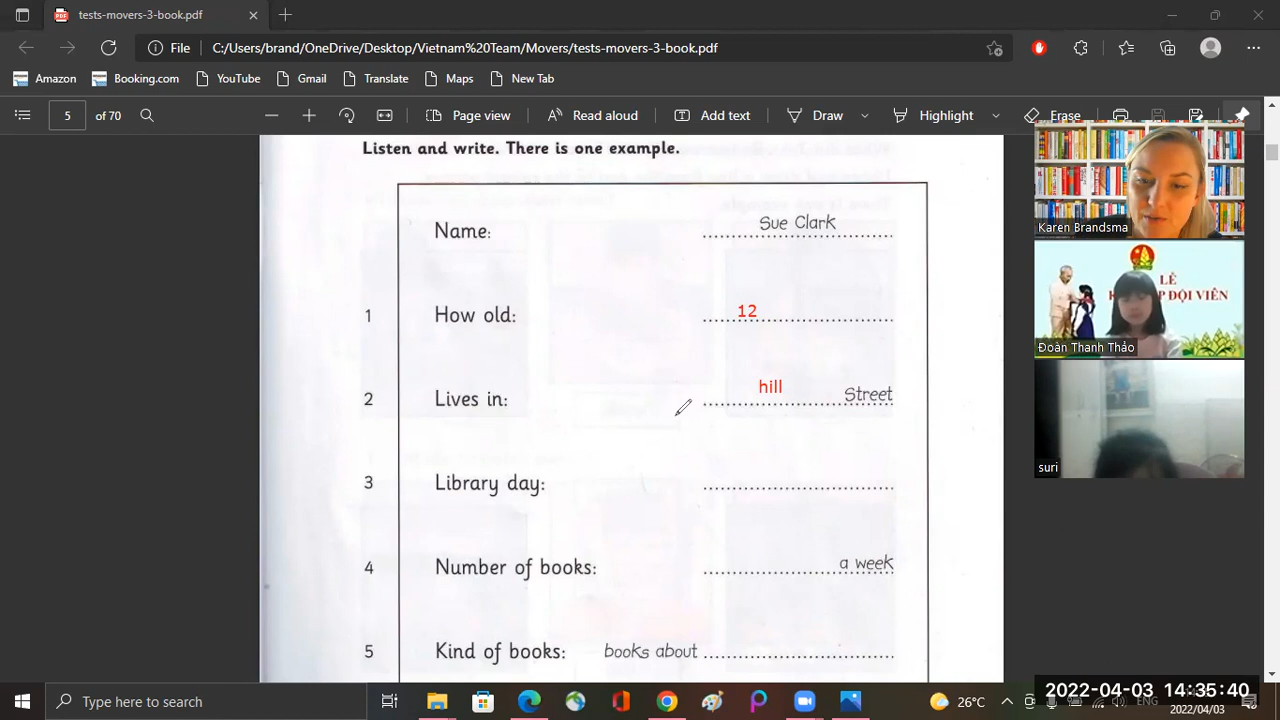 tests-movers-3-book.pdf
File C:/Users/brand/OneDrive/Desktop/Vietnam%20Team/Movers/tests-movers-3-book.pdf
Amazon Booking.com YouTube Gmail Translate Maps New Tab
5 of 70 Page view Read aloud Add text Draw Highlight Erase
Listen and write. There is one example.
Name: Sue Clark
1 How old: 12
2 Lives in: hill Street
3 Library day:
4 Number of books: a week
5 Kind of books: books about
Karen Brandsma
LỄ
ĐỘI VIÊN
Đoàn Thanh Thảo
suri
Type here to search
26°C ENG
2022-04-03 14:35:40
2022/04/03